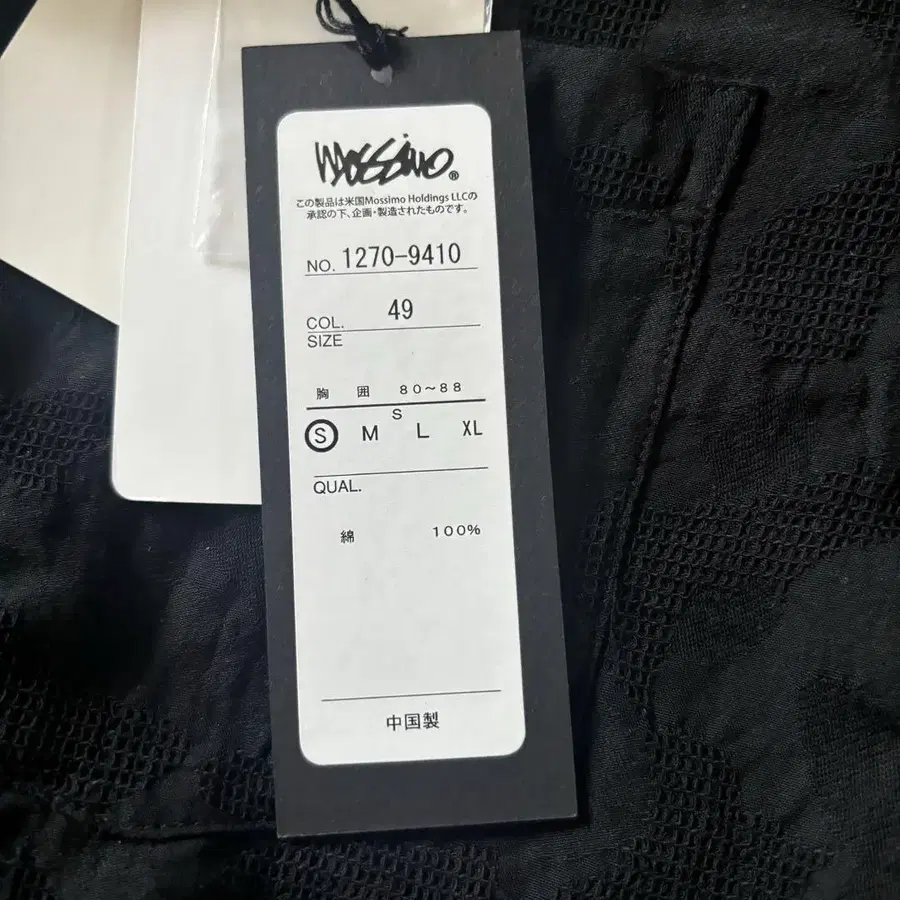 Mossimo®
この製品は米国Mossimo Holdings LLCの
承認の下、企画・製造されたものです。
NO. 1270-9410
COL. 49
SIZE
胸 囲 80~88
S
S M L XL
QUAL.
綿 100%
中国製